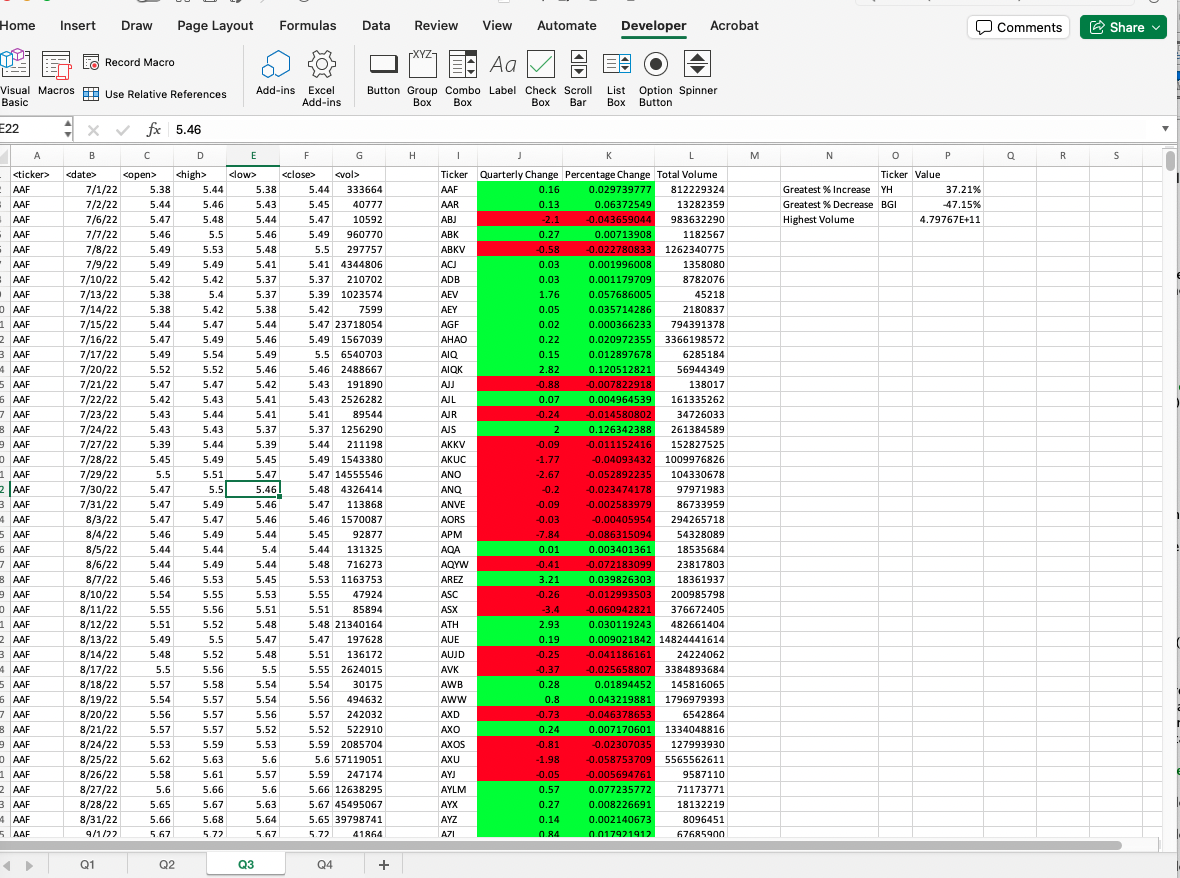 Home Insert Draw Page Layout Formulas Data Review View Automate Developer Acrobat Comments Share
Visual Basic Macros Record Macro Use Relative References Add-ins Excel Add-ins Button Group Box Combo Box Label Check Box Scroll Bar List Box Option Button Spinner
XYZ Aa
E22 fx 5.46
A B C D E F G H I J K L M N O P Q R S
<ticker> <date> <open> <high> <low> <close> <vol> Ticker Quarterly Change Percentage Change Total Volume Ticker Value
AAF 7/1/22 5.38 5.44 5.38 5.44 333664 AAF 0.16 0.029739777 812229324 Greatest % Increase YH 37.21%
AAF 7/2/22 5.44 5.46 5.43 5.45 40777 AAR 0.13 0.06372549 13282359 Greatest % Decrease BGI -47.15%
AAF 7/6/22 5.47 5.48 5.44 5.47 10592 ABJ -2.1 -0.043659044 983632290 Highest Volume 4.79767E+11
AAF 7/7/22 5.46 5.5 5.46 5.49 960770 ABK 0.27 0.00713908 1182567
AAF 7/8/22 5.49 5.53 5.48 5.5 297757 ABKV -0.58 -0.022780833 1262340775
AAF 7/9/22 5.49 5.49 5.41 5.41 4344806 ACJ 0.03 0.001996008 1358080
AAF 7/10/22 5.42 5.42 5.37 5.37 210702 ADB 0.03 0.001179709 8782076
AAF 7/13/22 5.38 5.4 5.37 5.39 1023574 AEV 1.76 0.057686005 45218
AAF 7/14/22 5.38 5.42 5.38 5.42 7599 AEY 0.05 0.035714286 2180837
AAF 7/15/22 5.44 5.47 5.44 5.47 23718054 AGF 0.02 0.000366233 794391378
AAF 7/16/22 5.47 5.49 5.46 5.49 1567039 AHAO 0.22 0.020972355 3366198572
AAF 7/17/22 5.49 5.54 5.49 5.5 6540703 AIQ 0.15 0.012897678 6285184
AAF 7/20/22 5.52 5.52 5.46 5.46 2488667 AIQK 2.82 0.120512821 56944349
AAF 7/21/22 5.47 5.47 5.42 5.43 191890 AJJ -0.88 -0.007822918 138017
AAF 7/22/22 5.42 5.43 5.41 5.43 2526282 AJL 0.07 0.004964539 161335262
AAF 7/23/22 5.43 5.44 5.41 5.41 89544 AJR -0.24 -0.014580802 34726033
AAF 7/24/22 5.43 5.43 5.37 5.37 1256290 AJS 2 0.126342388 261384589
AAF 7/27/22 5.39 5.44 5.39 5.44 211198 AKKV -0.09 -0.011152416 152827525
AAF 7/28/22 5.45 5.49 5.45 5.49 1543380 AKUC -1.77 -0.04093432 1009976826
AAF 7/29/22 5.5 5.51 5.47 5.47 14555546 ANO -2.67 -0.052892235 104330678
AAF 7/30/22 5.47 5.5 5.46 5.48 4326414 ANQ -0.2 -0.023474178 97971983
AAF 7/31/22 5.47 5.49 5.46 5.47 113868 ANVE -0.09 -0.002583979 86733959
AAF 8/3/22 5.47 5.47 5.46 5.46 1570087 AORS -0.03 -0.00405954 294265718
AAF 8/4/22 5.46 5.49 5.44 5.45 92877 APM -7.84 -0.086315094 54328089
AAF 8/5/22 5.44 5.44 5.4 5.44 131325 AQA 0.01 0.003401361 18535684
AAF 8/6/22 5.44 5.49 5.44 5.48 716273 AQYW -0.41 -0.072183099 23817803
AAF 8/7/22 5.46 5.53 5.45 5.53 1163753 AREZ 3.21 0.039826303 18361937
AAF 8/10/22 5.54 5.55 5.53 5.55 47924 ASC -0.26 -0.012993503 200985798
AAF 8/11/22 5.55 5.56 5.51 5.51 85894 ASX -3.4 -0.060942821 376672405
AAF 8/12/22 5.51 5.52 5.48 5.48 21340164 ATH 2.93 0.030119243 482661404
AAF 8/13/22 5.49 5.5 5.47 5.47 197628 AUE 0.19 0.009021842 14824441614
AAF 8/14/22 5.48 5.52 5.48 5.51 136172 AUJD -0.25 -0.041186161 24224062
AAF 8/17/22 5.5 5.56 5.5 5.55 2624015 AVK -0.37 -0.025658807 3384893684
AAF 8/18/22 5.57 5.58 5.54 5.54 30175 AWB 0.28 0.01894452 145816065
AAF 8/19/22 5.54 5.57 5.54 5.56 494632 AWW 0.8 0.043219881 1796979393
AAF 8/20/22 5.56 5.57 5.56 5.57 242032 AXD -0.73 -0.046378653 6542864
AAF 8/21/22 5.57 5.57 5.52 5.52 522910 AXO 0.24 0.007170601 1334048816
AAF 8/24/22 5.53 5.59 5.53 5.59 2085704 AXOS -0.81 -0.02307035 127993930
AAF 8/25/22 5.62 5.63 5.6 5.6 57119051 AXU -1.98 -0.058753709 5565562611
AAF 8/26/22 5.58 5.61 5.57 5.59 247174 AYJ -0.05 -0.005694761 9587110
AAF 8/27/22 5.6 5.66 5.6 5.66 12638295 AYLM 0.57 0.077235772 71173771
AAF 8/28/22 5.65 5.67 5.63 5.67 45495067 AYX 0.27 0.008226691 18132219
AAF 8/31/22 5.66 5.68 5.64 5.65 39798741 AYZ 0.14 0.002140673 8096451
AAF 9/1/22 5.67 5.72 5.67 5.72 41864 AZL 0.84 0.017921912 67685900
Q1 Q2 Q3 Q4 +